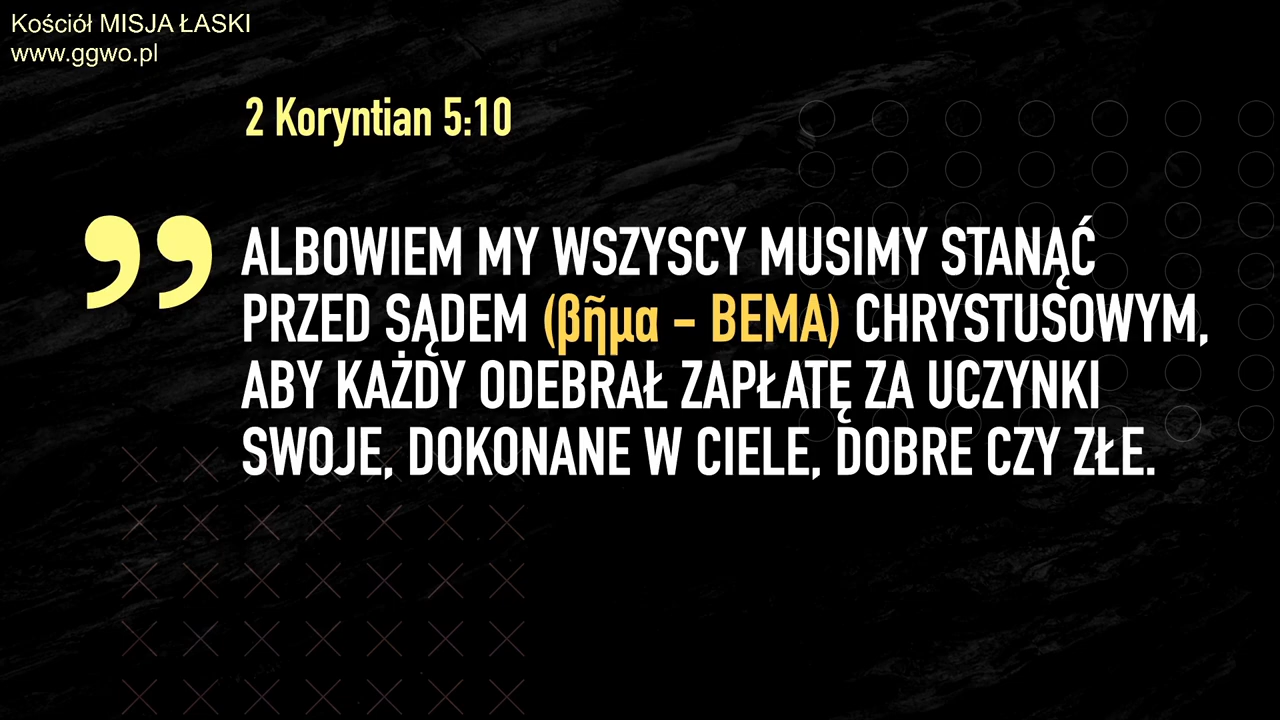 Kościół MISJA ŁASKI
www.ggwo.pl
2 Koryntian 5:10
” ALBOWIEM MY WSZYSCY MUSIMY STANĄĆ
PRZED SĄDEM (βῆμα – BEMA) CHRYSTUSOWYM,
ABY KAŻDY ODEBRAŁ ZAPŁATĘ ZA UCZYNKI
SWOJE, DOKONANE W CIELE, DOBRE CZY ZŁE.